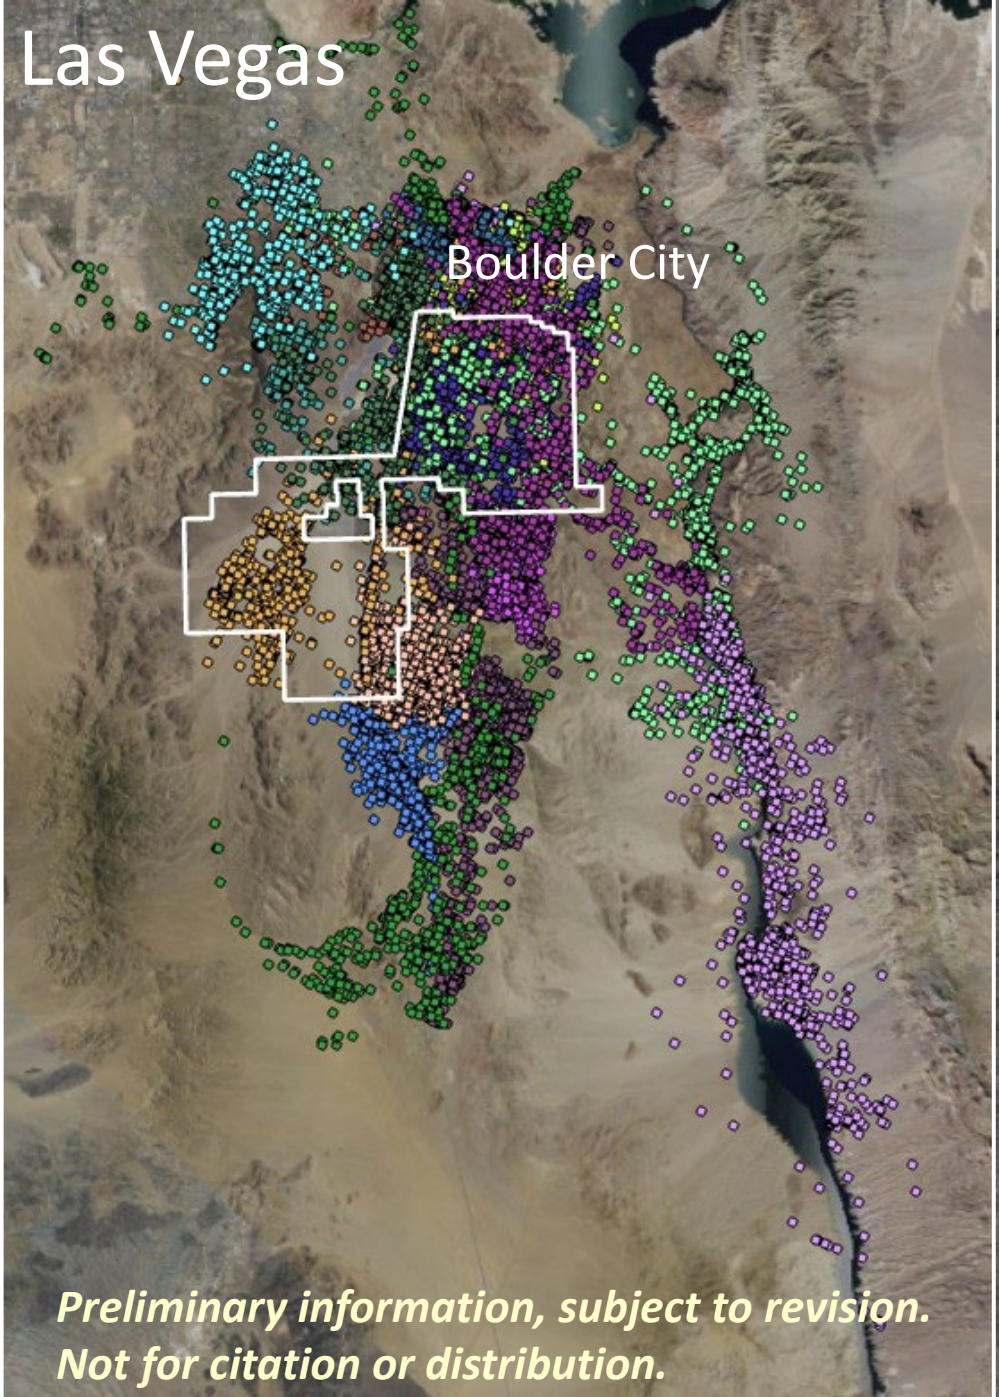 Las Vegas
Boulder City
Preliminary information, subject to revision.
Not for citation or distribution.